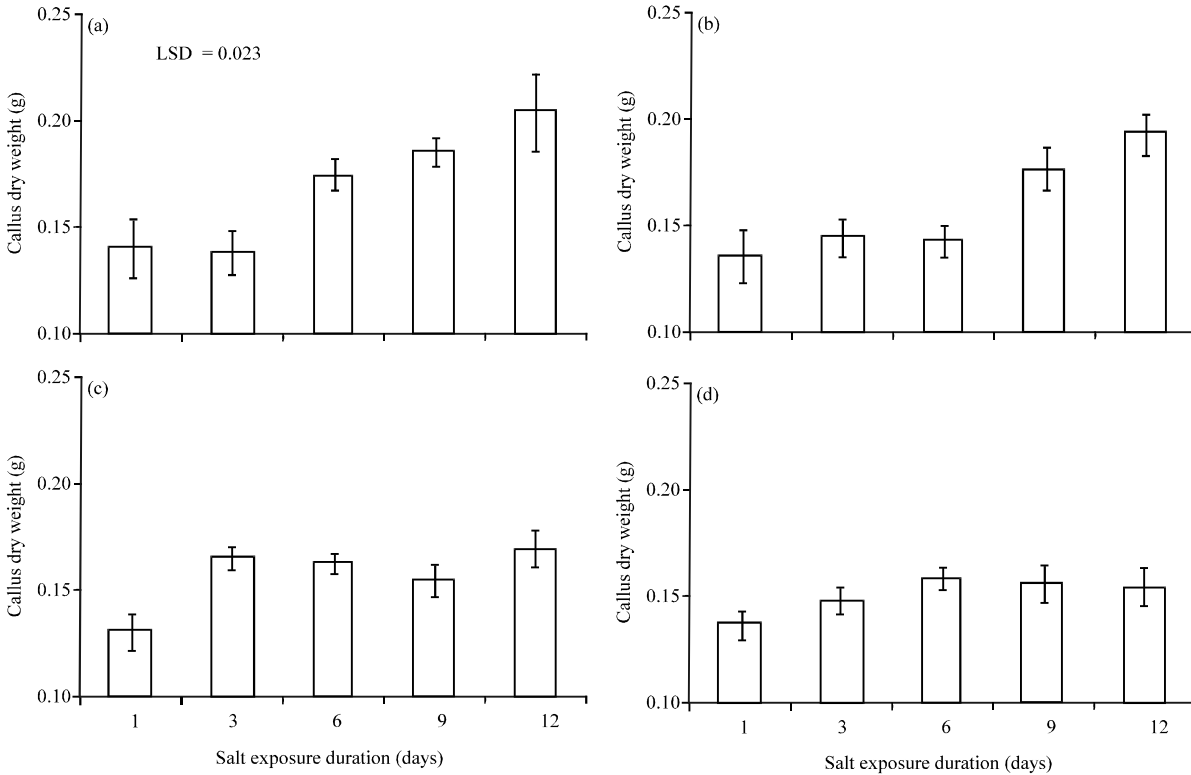 (a)
LSD = 0.023
Callus dry weight (g)
0.25
0.20
0.15
0.10
(b)
Callus dry weight (g)
0.25
0.20
0.15
0.10
(c)
Callus dry weight (g)
0.25
0.20
0.15
0.10
1 3 6 9 12
Salt exposure duration (days)
(d)
Callus dry weight (g)
0.25
0.20
0.15
0.10
1 3 6 9 12
Salt exposure duration (days)